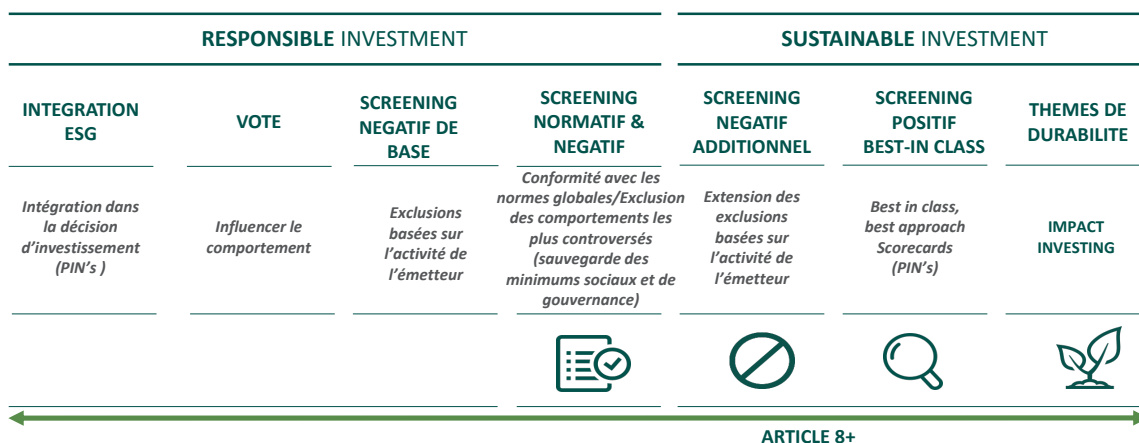 RESPONSIBLE INVESTMENT
SUSTAINABLE INVESTMENT
INTEGRATION
ESG
VOTE
SCREENING
NEGATIF DE
BASE
SCREENING
NORMATIF &
NEGATIF
SCREENING
NEGATIF
ADDITIONNEL
SCREENING
POSITIF
BEST-IN CLASS
THEMES DE
DURABILITE
Intégration dans
la décision
d’investissement
(PIN’s )
Influencer le
comportement
Exclusions
basées sur
l’activité de
l’émetteur
Conformité avec les
normes globales/Exclusion
des comportements les
plus controversés
(sauvegarde des
minimums sociaux et de
gouvernance)
Extension des
exclusions
basées sur
l’activité de
l’émetteur
Best in class,
best approach
Scorecards
(PIN’s)
IMPACT
INVESTING
ARTICLE 8+